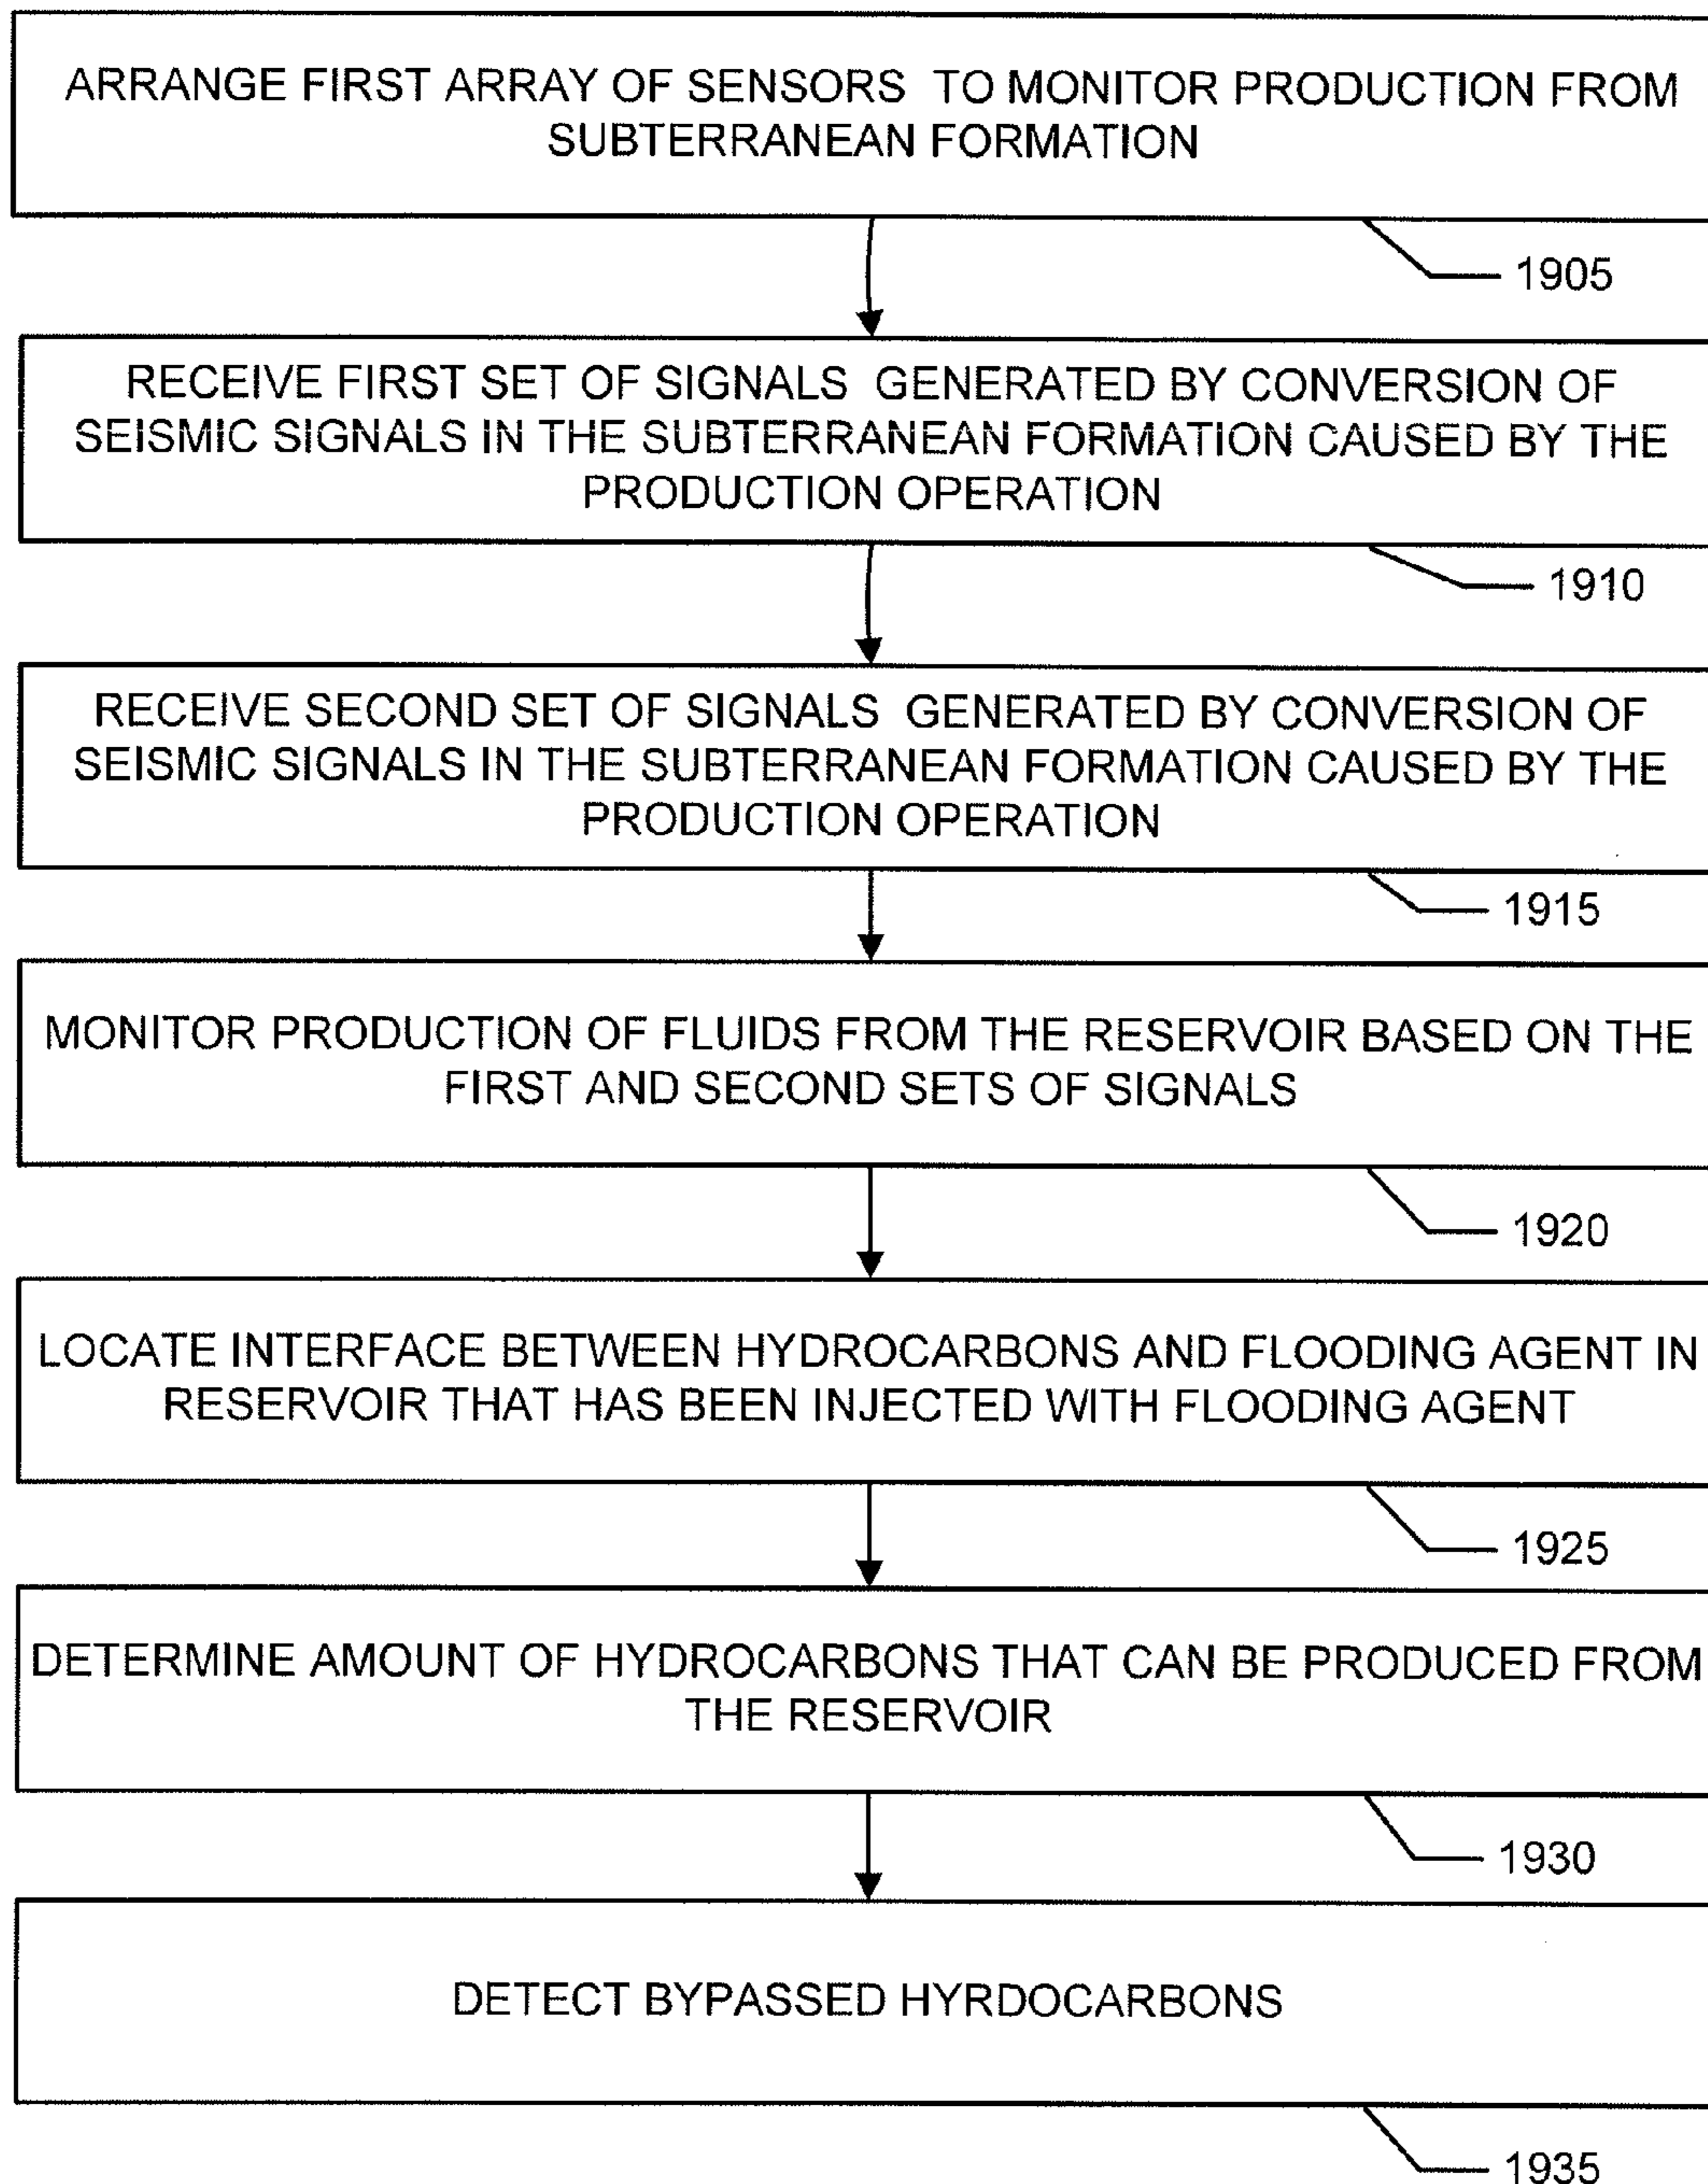 ARRANGE FIRST ARRAY OF SENSORS TO MONITOR PRODUCTION FROM
SUBTERRANEAN FORMATION
1905
RECEIVE FIRST SET OF SIGNALS GENERATED BY CONVERSION OF
SEISMIC SIGNALS IN THE SUBTERRANEAN FORMATION CAUSED BY THE
PRODUCTION OPERATION
1910
RECEIVE SECOND SET OF SIGNALS GENERATED BY CONVERSION OF
SEISMIC SIGNALS IN THE SUBTERRANEAN FORMATION CAUSED BY THE
PRODUCTION OPERATION
1915
MONITOR PRODUCTION OF FLUIDS FROM THE RESERVOIR BASED ON THE
FIRST AND SECOND SETS OF SIGNALS
1920
LOCATE INTERFACE BETWEEN HYDROCARBONS AND FLOODING AGENT IN
RESERVOIR THAT HAS BEEN INJECTED WITH FLOODING AGENT
1925
DETERMINE AMOUNT OF HYDROCARBONS THAT CAN BE PRODUCED FROM
THE RESERVOIR
1930
DETECT BYPASSED HYRDOCARBONS
1935